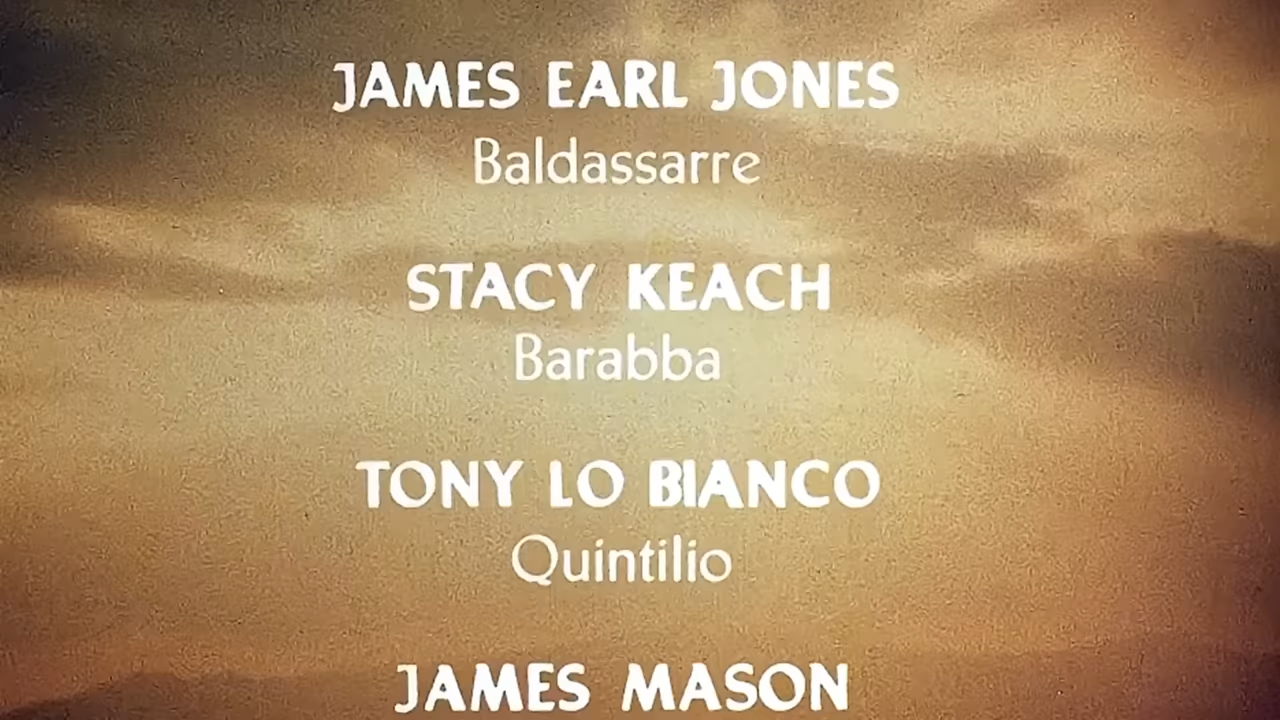 JAMES EARL JONES
Baldassarre
STACY KEACH
Barabba
TONY LO BIANCO
Quintilio
JAMES MASON